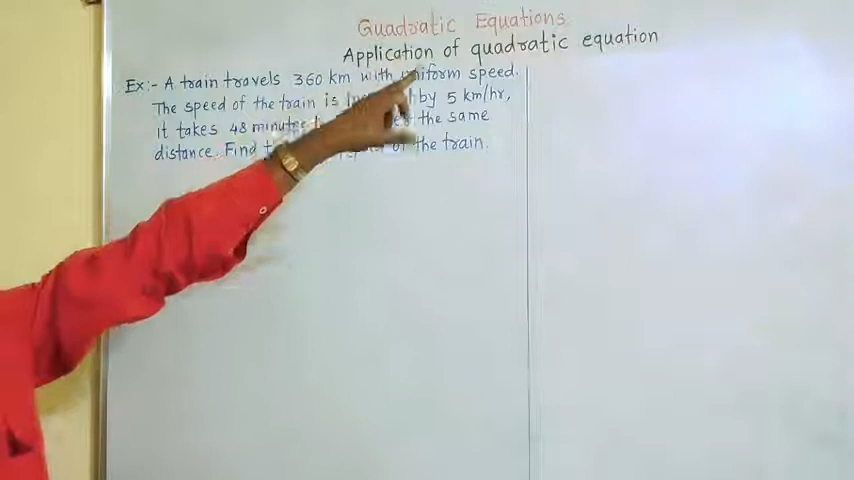 Quadratic Equations
Application of quadratic equation
Ex:- A train travels 360 km with uniform speed.
The speed of the train is by 5 km/hr,
it takes 48 minutes the same
distance. Find of the train.